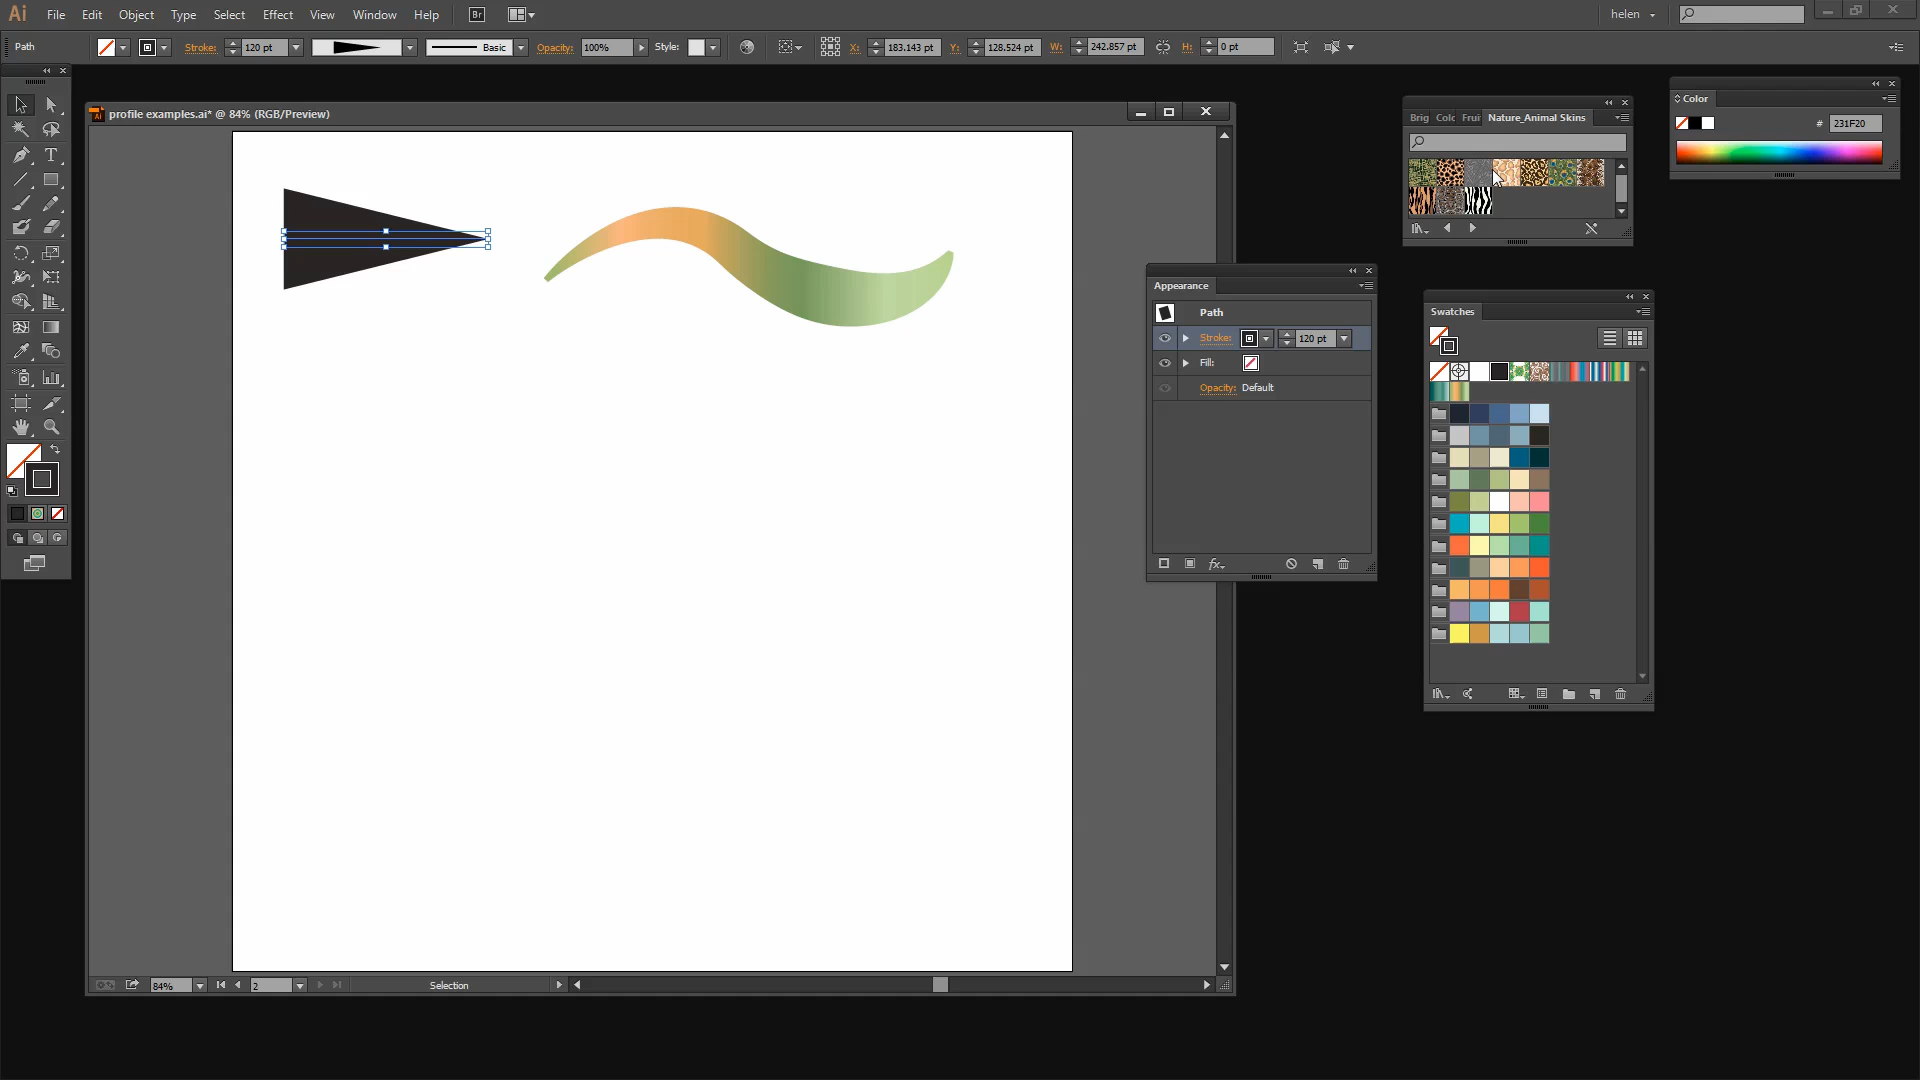 Ai File Edit Object Type Select Effect View Window Help Br helen
Path Stroke: 120 pt Basic Opacity: 100% Style: X: 183.143 pt Y: 128.524 pt W: 242.857 pt H: 0 pt
profile examples.ai* @ 84% (RGB/Preview)
Color
# 231F20
Brig Colc Frui Nature_Animal Skins
Appearance
Path
Stroke: 120 pt
Fill:
Opacity: Default
fx
Swatches
84% 2 Selection